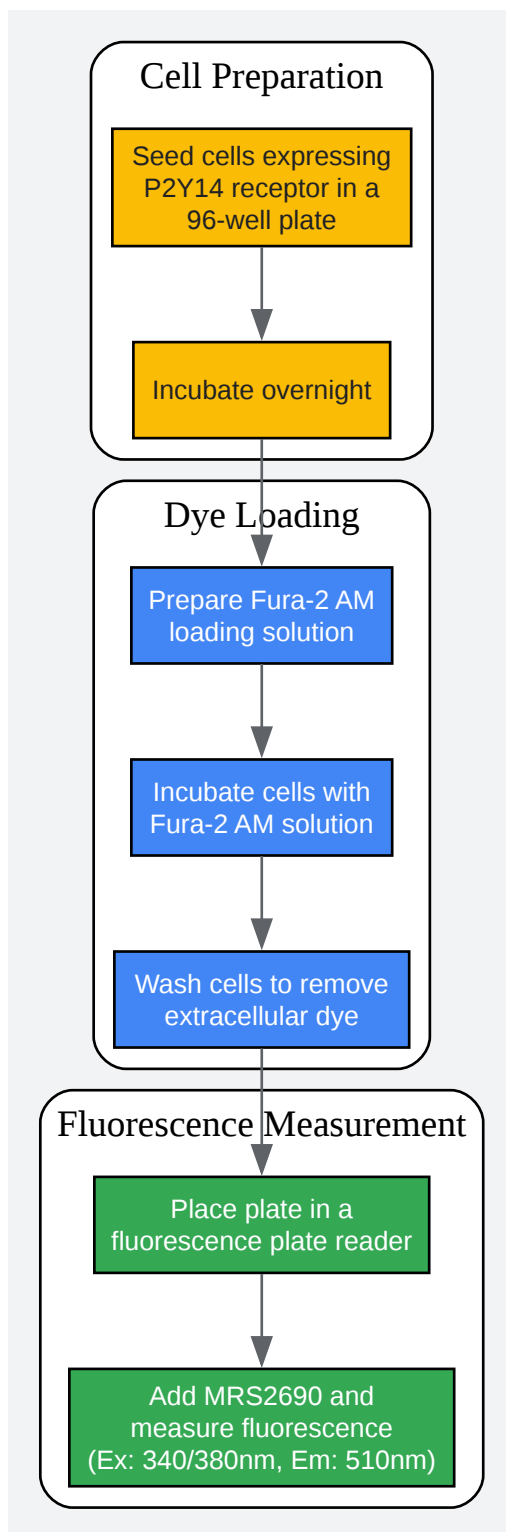 Cell Preparation
Seed cells expressing
P2Y14 receptor in a
96-well plate
Incubate overnight
Dye Loading
Prepare Fura-2 AM
loading solution
Incubate cells with
Fura-2 AM solution
Wash cells to remove
extracellular dye
Fluorescence Measurement
Place plate in a
fluorescence plate reader
Add MRS2690 and
measure fluorescence
(Ex: 340/380nm, Em: 510nm)